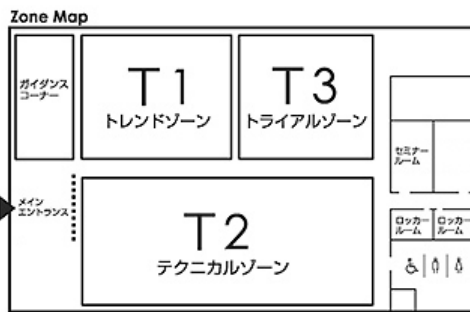 Zone Map
ガイダンス
コーナー
T1
トレンドゾーン
T3
トライアルゾーン
セミナー
ルーム
メイン
エントランス
T2
テクニカルゾーン
ロッカー
ルーム
ロッカー
ルーム